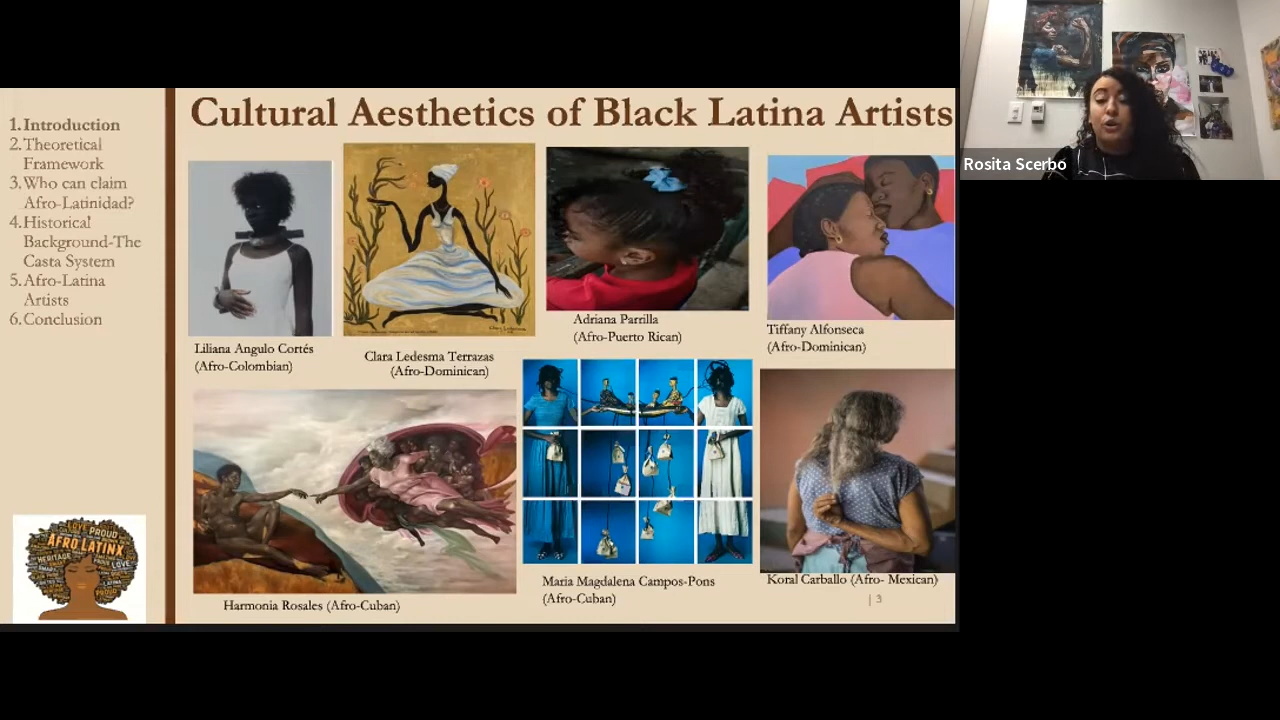 Cultural Aesthetics of Black Latina Artists
1.Introduction
2.Theoretical
Framework
3.Who can claim
Afro-Latinidad?
4.Historical
Background-The
Casta System
5.Afro-Latina
Artists
6.Conclusion
Liliana Angulo Cortés
(Afro-Colombian)
Clara Ledesma Terrazas
(Afro-Dominican)
Adriana Parrilla
(Afro-Puerto Rican)
Tiffany Alfonseca
(Afro-Dominican)
Harmonia Rosales (Afro-Cuban)
Maria Magdalena Campos-Pons
(Afro-Cuban)
Koral Carballo (Afro- Mexican)
| 3
LOVE PROUD
AFRO LATINX
HERITAGE
LOVE
PROUD
Rosita Scerbo